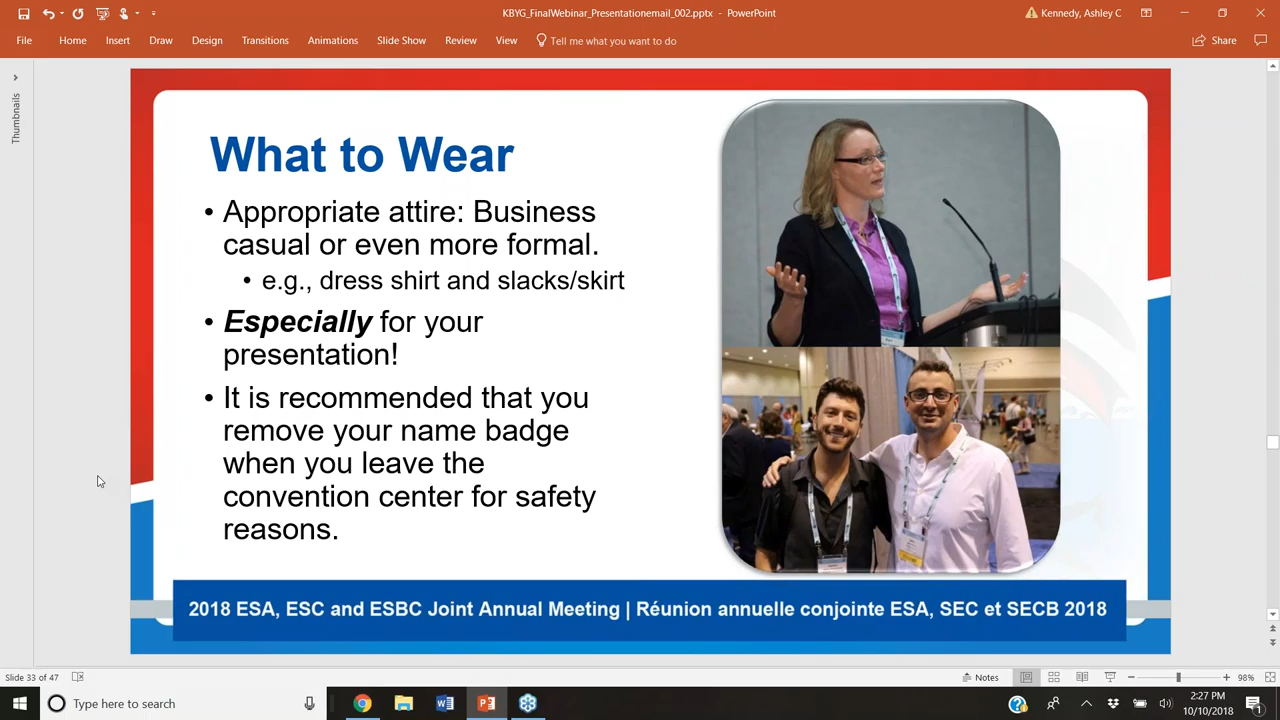 KBYG_FinalWebinar_Presentationemail_002.pptx - PowerPoint
Kennedy, Ashley C
File Home Insert Draw Design Transitions Animations Slide Show Review View Tell me what you want to do Share
Thumbnails
What to Wear
• Appropriate attire: Business
casual or even more formal.
• e.g., dress shirt and slacks/skirt
• Especially for your
presentation!
• It is recommended that you
remove your name badge
when you leave the
convention center for safety
reasons.
2018 ESA, ESC and ESBC Joint Annual Meeting | Réunion annuelle conjointe ESA, SEC et SECB 2018
Slide 33 of 47
Notes
98%
Type here to search
2:27 PM
10/10/2018